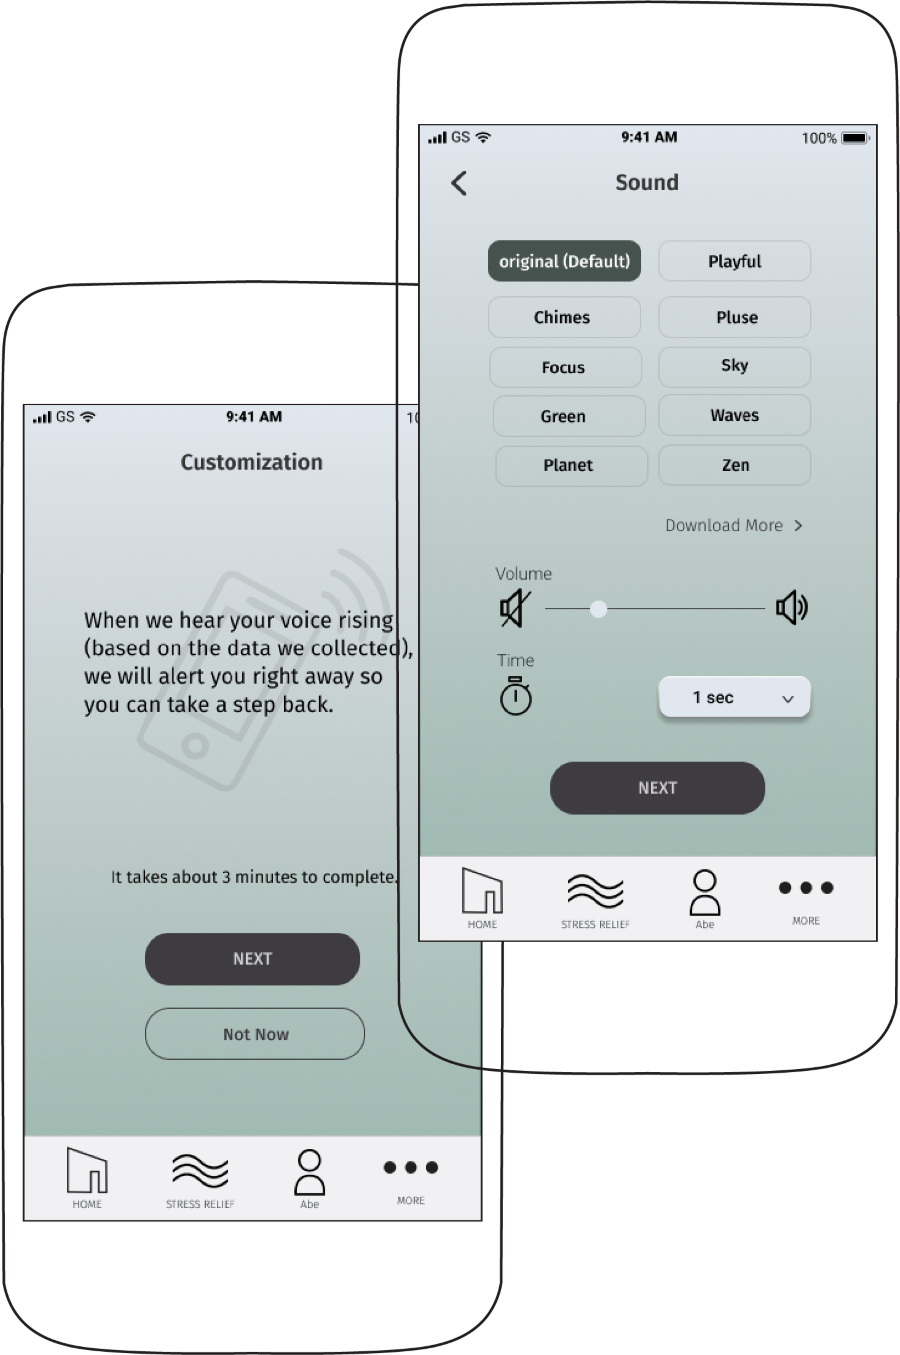 GS
9:41 AM
100%
Sound
original (Default)
Playful
Chimes
Pluse
Focus
Sky
Green
Waves
Planet
Zen
Download More >
Volume
Time
1 sec
NEXT
HOME
STRESS RELIEF
Abe
MORE
GS
9:41 AM
Customization
When we hear your voice rising
(based on the data we collected),
we will alert you right away so
you can take a step back.
It takes about 3 minutes to complete.
NEXT
Not Now
HOME
STRESS RELIEF
Abe
MORE